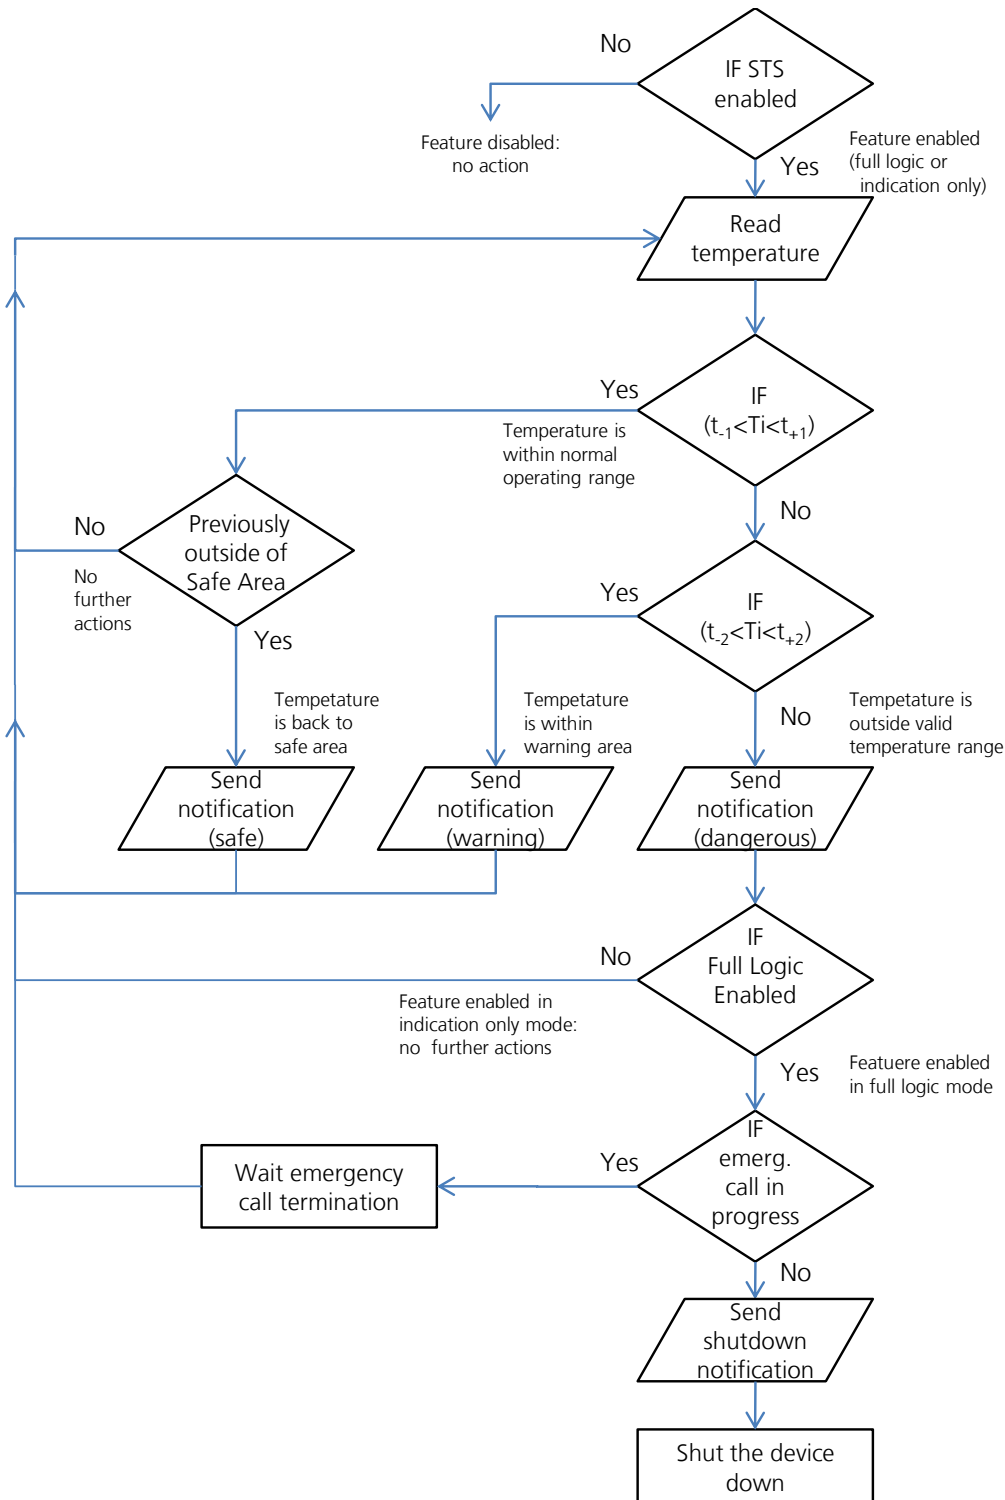 No
IF STS
enabled
Feature disabled:
no action
Yes
Feature enabled
(full logic or
indication only)
Read
temperature
Yes
IF
(t-1<Ti<t+1)
Temperature is
within normal
operating range
No
No
Previously
outside of
Safe Area
No
further
actions
Yes
Yes
IF
(t-2<Ti<t+2)
Tempetature
is back to
safe area
Tempetature
is within
warning area
No
Tempetature is
outside valid
temperature range
Send
notification
(safe)
Send
notification
(warning)
Send
notification
(dangerous)
No
IF
Full Logic
Enabled
Feature enabled in
indication only mode:
no further actions
Yes
Featuere enabled
in full logic mode
Wait emergency
call termination
Yes
IF
emerg.
call in
progress
No
Send
shutdown
notification
Shut the device
down